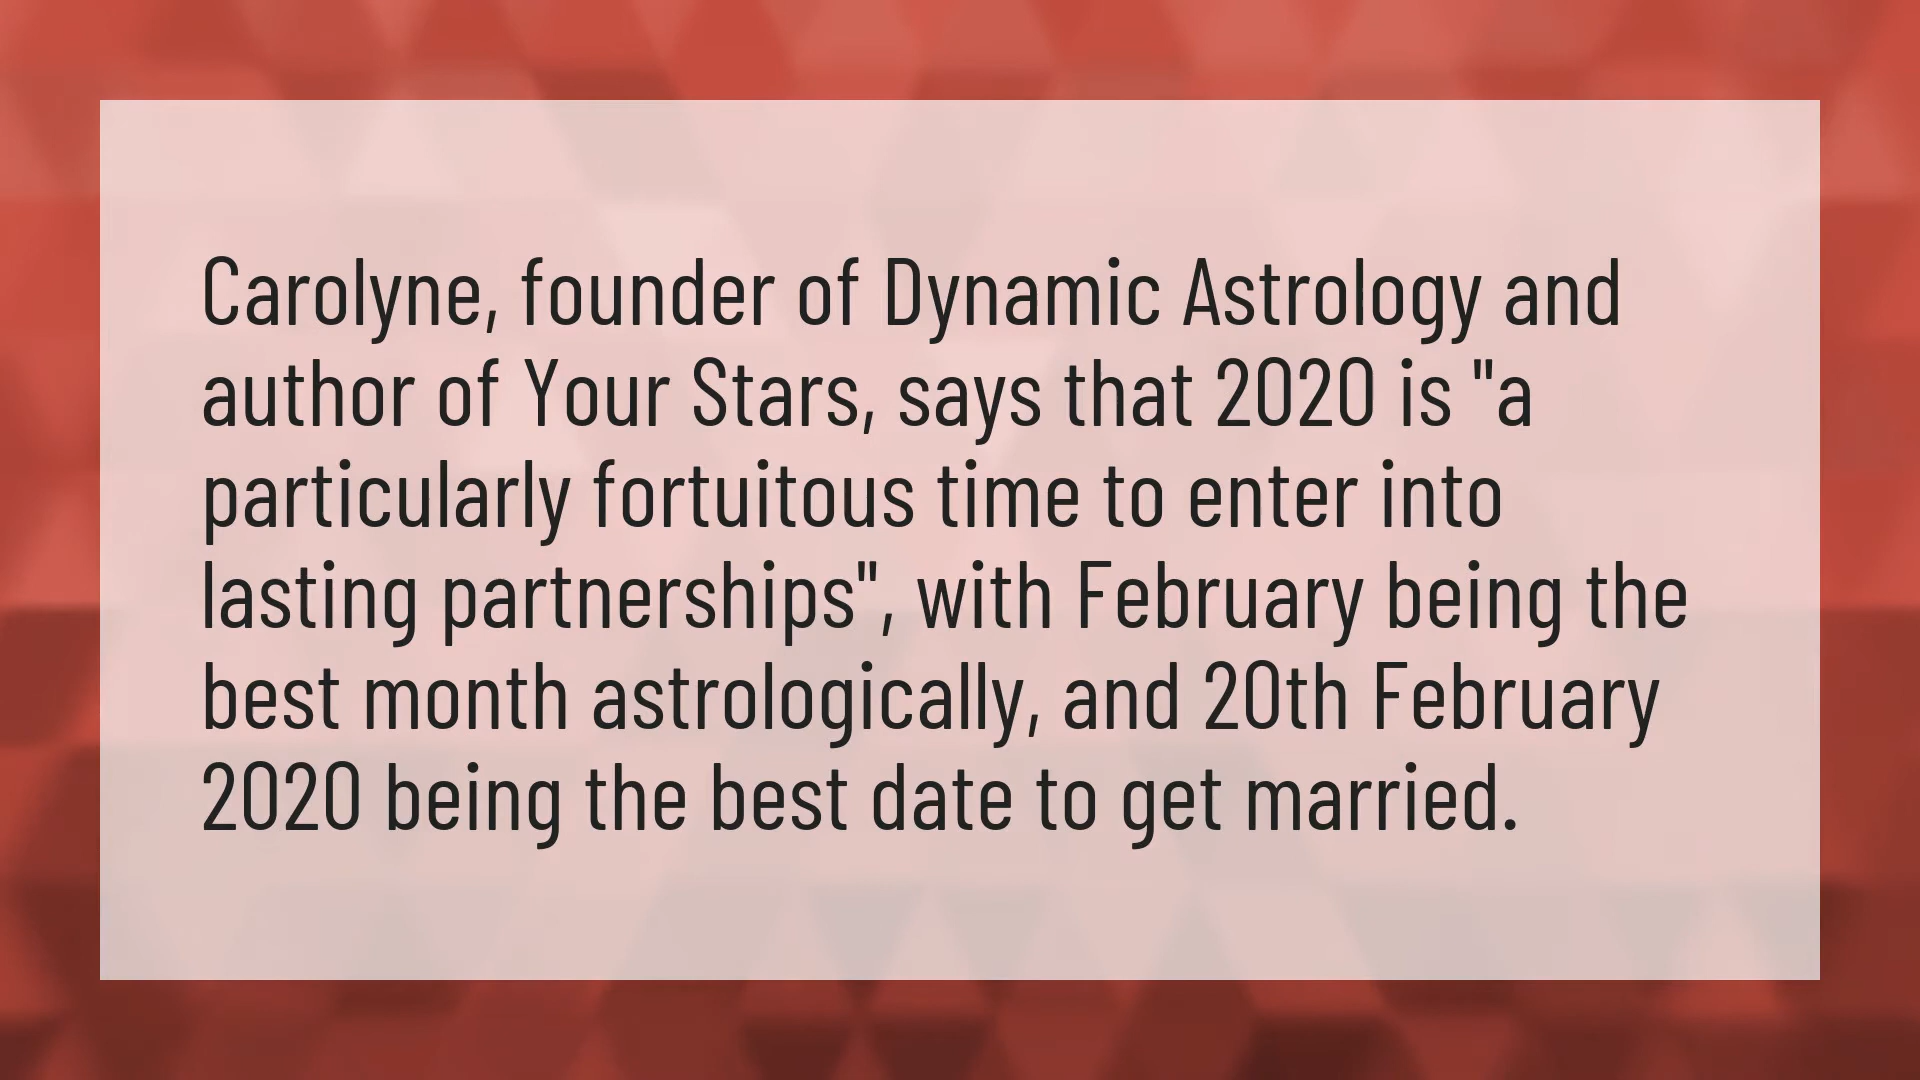 Carolyne, founder of Dynamic Astrology and
author of Your Stars, says that 2020 is "a
particularly fortuitous time to enter into
lasting partnerships", with February being the
best month astrologically, and 20th February
2020 being the best date to get married.